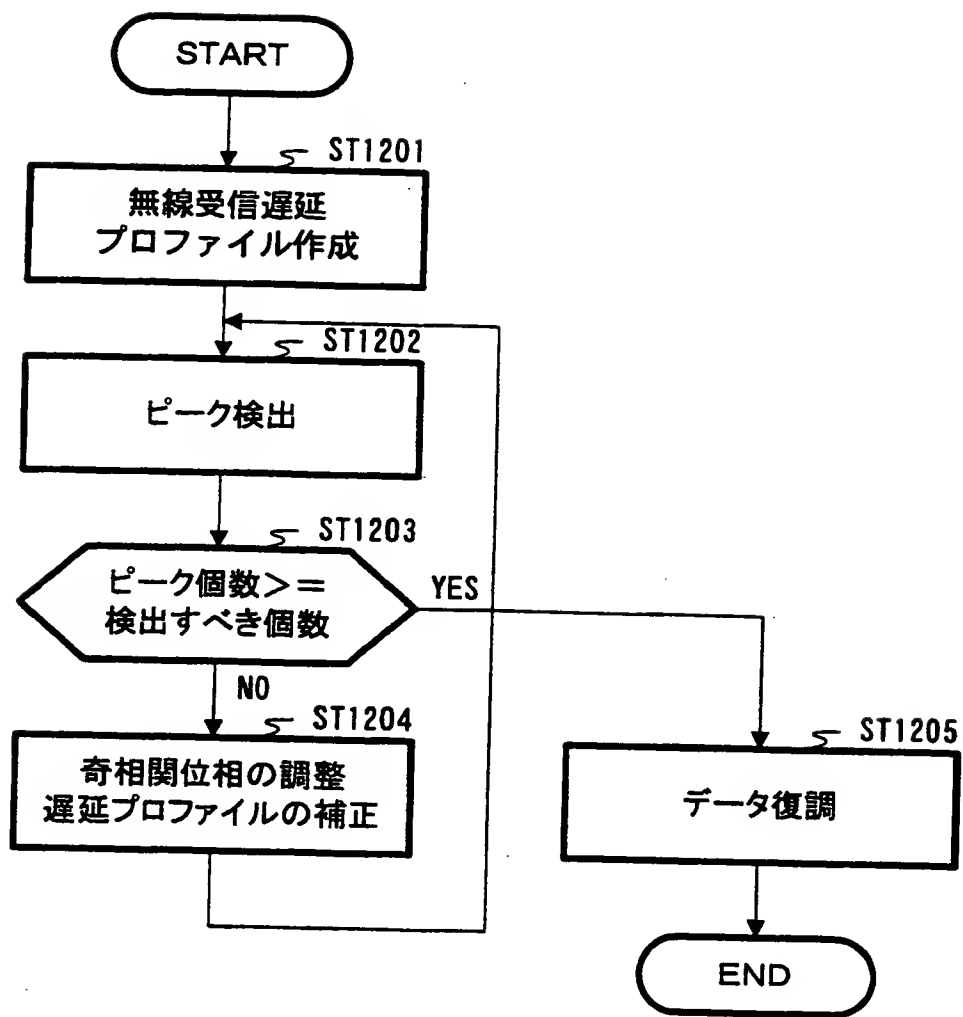 START
ST1201
無線受信遅延
プロファイル作成
ST1202
ピーク検出
ST1203
ピーク個数>=
検出すべき個数
YES
NO
ST1204
奇相関位相の調整
遅延プロファイルの補正
ST1205
データ復調
END